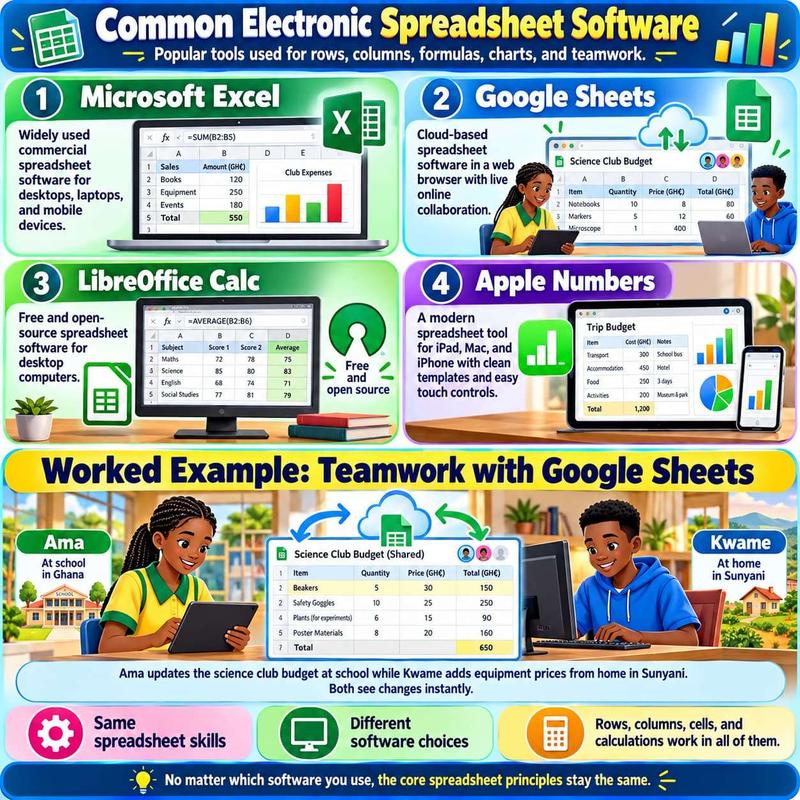 Common Electronic Spreadsheet Software
Popular tools used for rows, columns, formulas, charts, and teamwork.
1 Microsoft Excel
Widely used
commercial
spreadsheet
software for
desktops, laptops,
and mobile
devices.
fx =SUM(B2:B5)
A B D E
1 Sales Amount (GH€)
2 Books 120
3 Equipment 250
4 Events 180
5 Total 550
3
Club Expenses
X
2 Google Sheets
Cloud-based
spreadsheet
software in a web
browser with live
online
collaboration.
Science Club Budget
A B C D
1 Item Quantity Price (GH€) Total (GH€)
2 Notebooks 10 8 80
3 Markers 5 12 60
Microscope 1 400
3 LibreOffice Calc
Free and open-
source spreadsheet
software for
desktop
computers.
fx =AVERAGE(B2:B6)
A B C D
1 Subject Score 1 Score 2 Average
2 Maths 72 78 75
3 Science 85 80 83
4 English 68 74 71
5 Social Studies 77 81 79
Free
and
open source
4 Apple Numbers
A modern
spreadsheet tool
for iPad, Mac, and
iPhone with clean
templates and easy
touch controls.
Trip Budget
Item Cost (GH€) Notes
Transport 300 School bus
Accommodation 450 Hotel
Food 250 3 days
Activities 200 Museum & park
Total 1,200
Worked Example: Teamwork with Google Sheets
Ama
At school
in Ghana
SCHOOL
Science Club Budget (Shared)
1 Item Quantity Price (GH€) Total (GH€)
2 Beakers 5 30 150
2 Safety Goggles 10 25 250
4 Plants (for experiments) 6 15 90
5 Poster Materials 8 20 160
7 Total 650
Kwame
At home
in Sunyani
Ama updates the science club budget at school while Kwame adds equipment prices from home in Sunyani.
Both see changes instantly.
Same
spreadsheet skills
Different
software choices
Rows, columns, cells, and
calculations work in all of them.
No matter which software you use, the core spreadsheet principles stay the same.